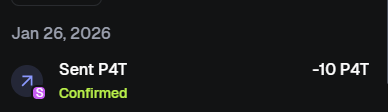 Jan 26, 2026
Sent P4T
-10 P4T
S
Confirmed